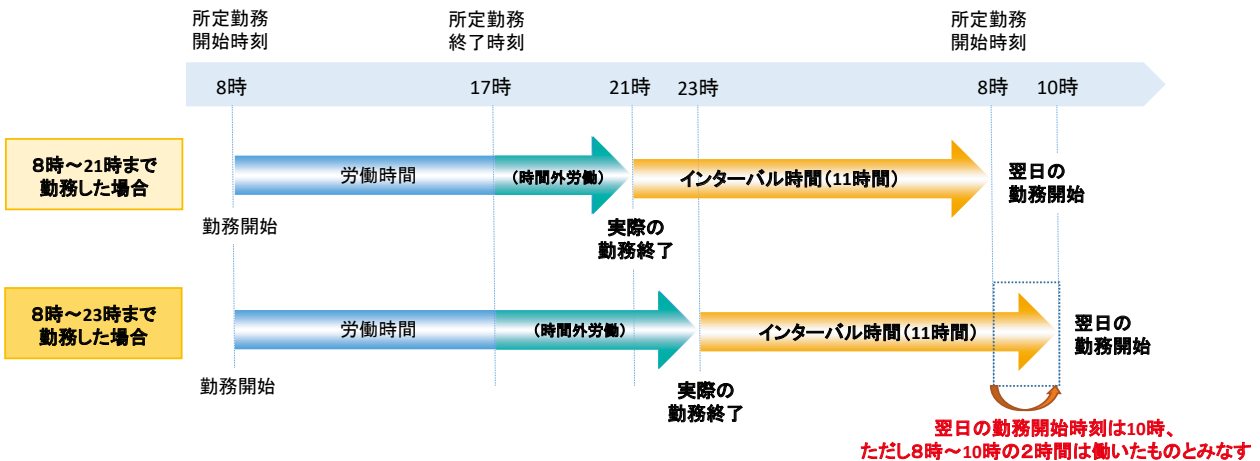 所定勤務
開始時刻
所定勤務
終了時刻
所定勤務
開始時刻
8時
17時
21時
23時
8時
10時
8時～21時まで
勤務した場合
労働時間
(時間外労働)
インターバル時間(11時間)
翌日の
勤務開始
勤務開始
実際の
勤務終了
8時～23時まで
勤務した場合
労働時間
(時間外労働)
インターバル時間(11時間)
翌日の
勤務開始
勤務開始
実際の
勤務終了
翌日の勤務開始時刻は10時、
ただし8時～10時の2時間は働いたものとみなす